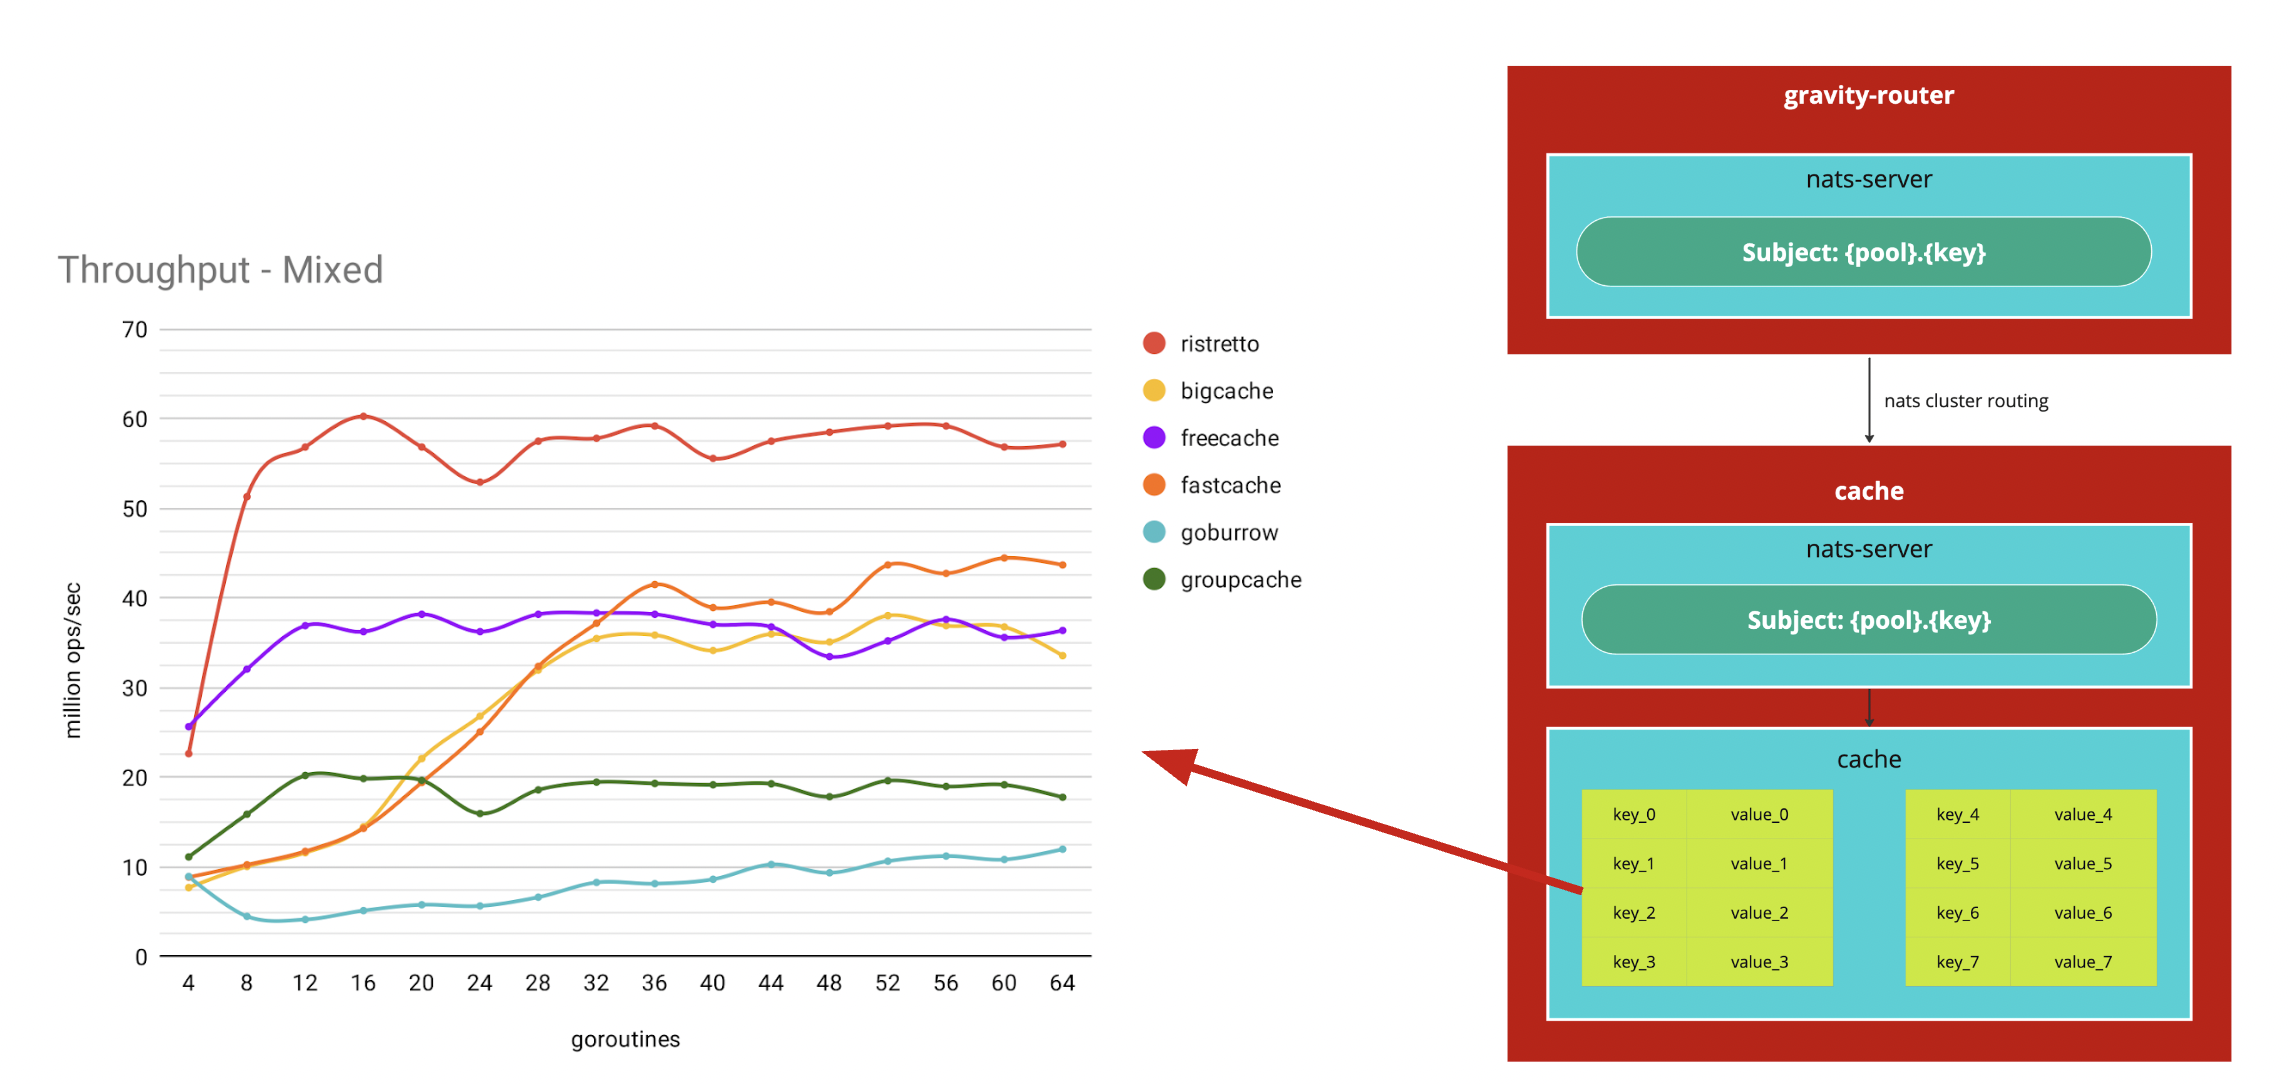 Throughput - Mixed
70
60
50
40
30
20
10
0
million ops/sec
4 8 12 16 20 24 28 32 36 40 44 48 52 56 60 64
goroutines
ristretto
bigcache
freecache
fastcache
goburrow
groupcache
gravity-router
nats-server
Subject: {pool}.{key}
nats cluster routing
cache
nats-server
Subject: {pool}.{key}
cache
key_0 value_0 key_4 value_4
key_1 value_1 key_5 value_5
key_2 value_2 key_6 value_6
key_3 value_3 key_7 value_7